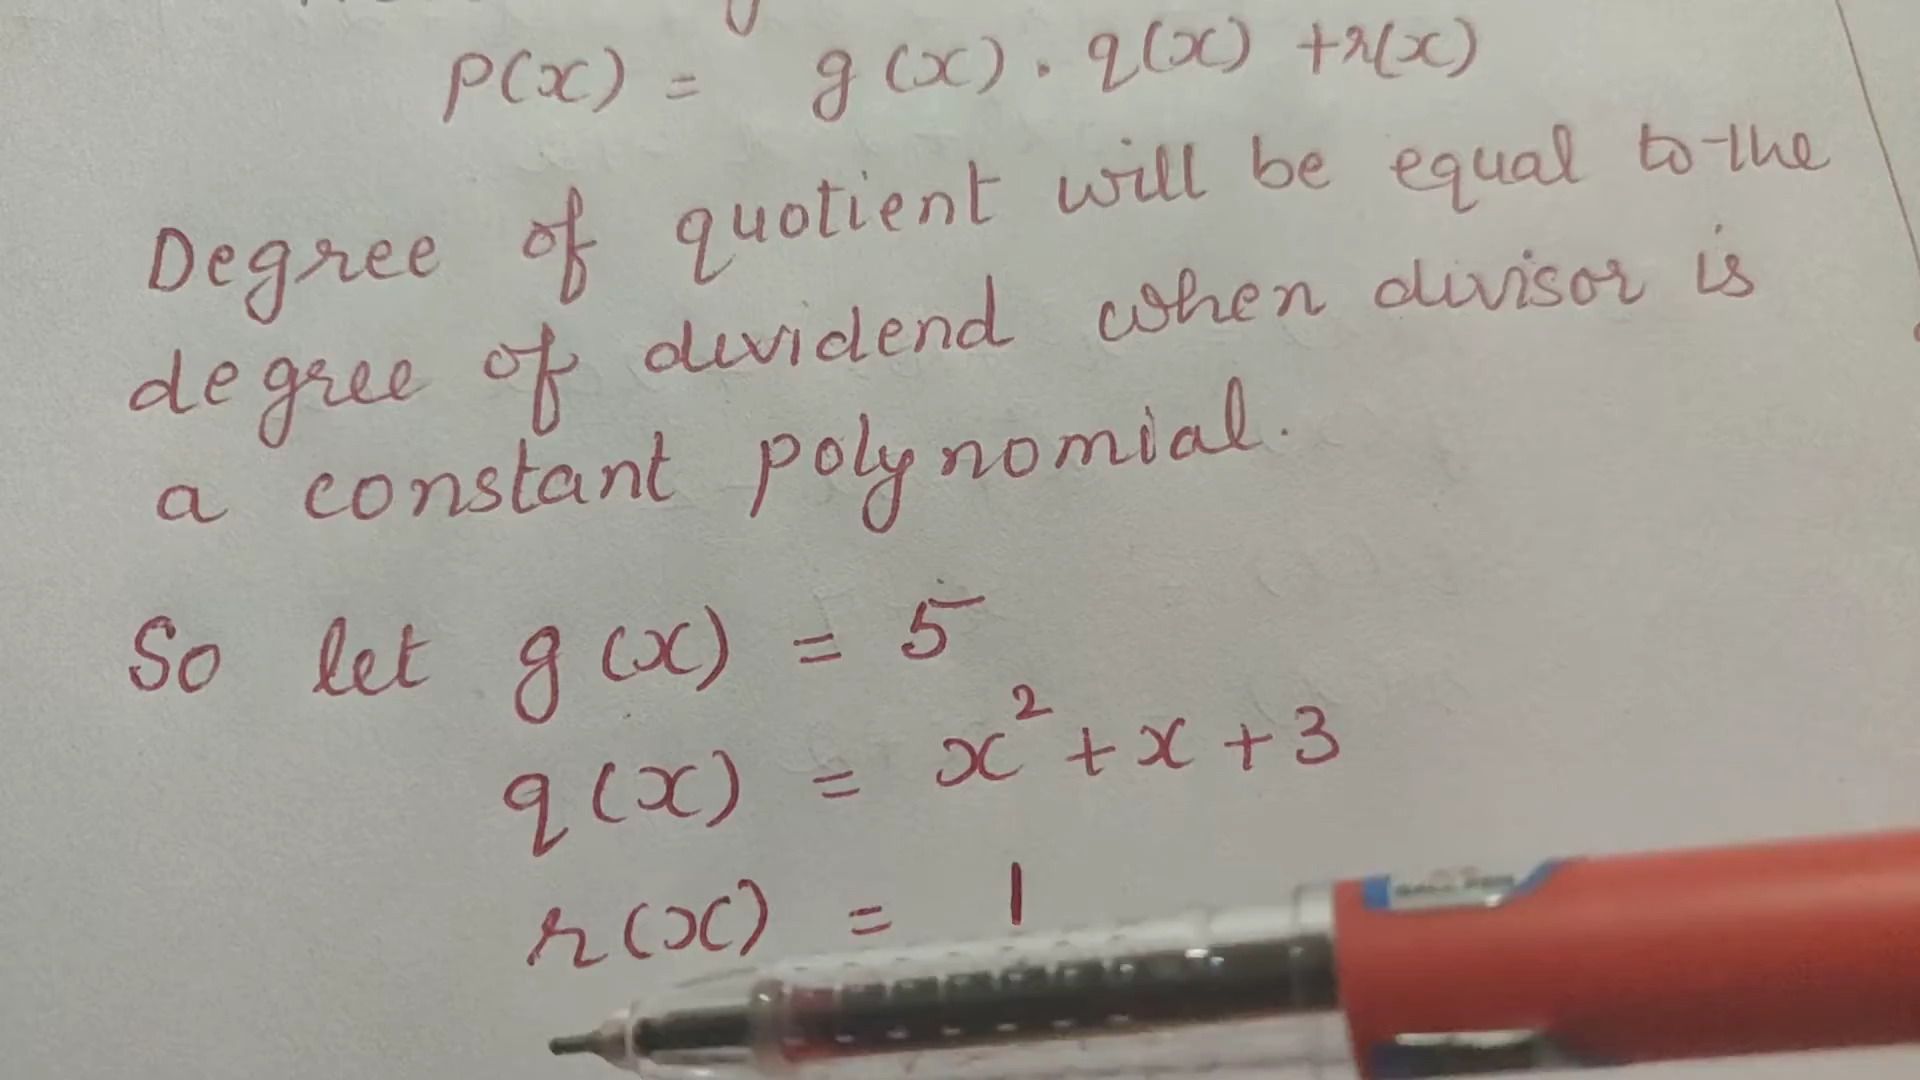 p(x) = g(x) . q(x) + r(x)
Degree of quotient will be equal to the
degree of dividend when divisor is
a constant polynomial.
So let g(x) = 5
q(x) = x² + x + 3
r(x) = 1